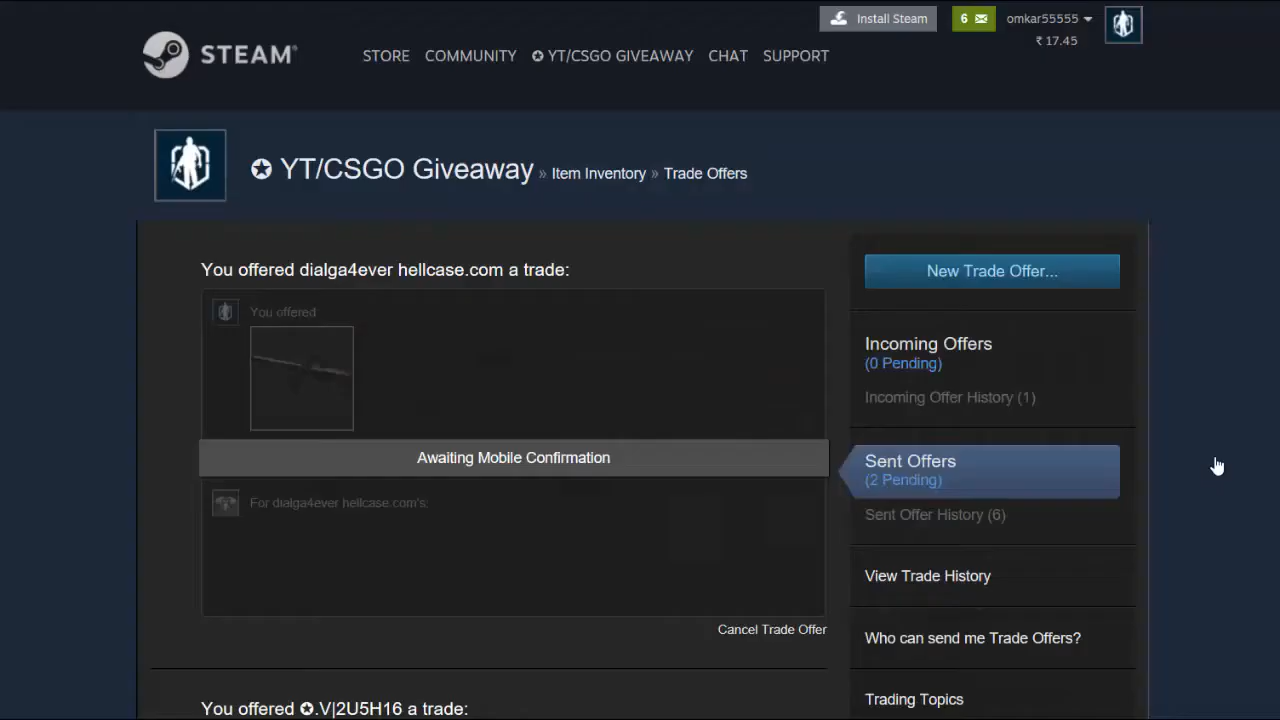 Install Steam
6
omkar55555
₹ 17.45
STEAM®
STORE COMMUNITY ✪ YT/CSGO GIVEAWAY CHAT SUPPORT
✪ YT/CSGO Giveaway » Item Inventory » Trade Offers
You offered dialga4ever hellcase.com a trade:
You offered
Awaiting Mobile Confirmation
For dialga4ever hellcase.com's:
Cancel Trade Offer
You offered ✪.V|2U5H16 a trade:
New Trade Offer...
Incoming Offers
(0 Pending)
Incoming Offer History (1)
Sent Offers
(2 Pending)
Sent Offer History (6)
View Trade History
Who can send me Trade Offers?
Trading Topics